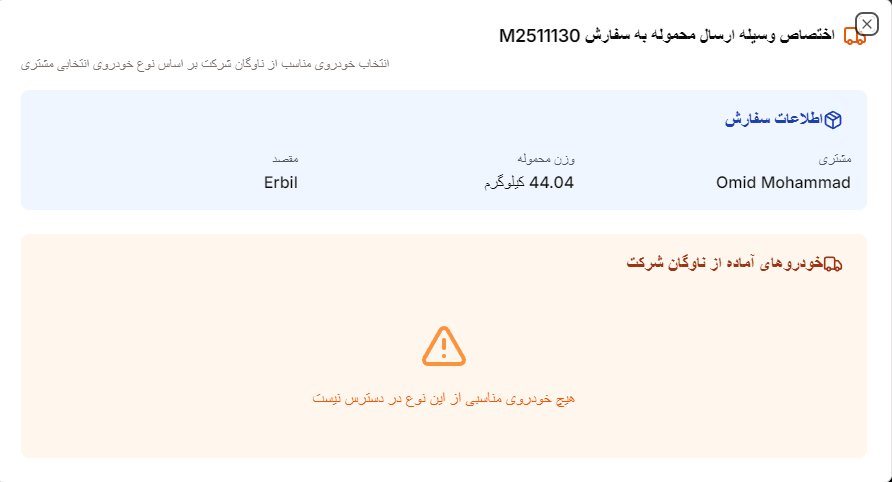 اختصاص وسیله ارسال محموله به سفارش M2511130
انتخاب خودروی مناسب از ناوگان شرکت بر اساس نوع خودروی انتخابی مشتری
اطلاعات سفارش
مشتری
Omid Mohammad
وزن محموله
44.04 کیلوگرم
مقصد
Erbil
خودروهای آماده از ناوگان شرکت
هیچ خودروی مناسبی از این نوع در دسترس نیست